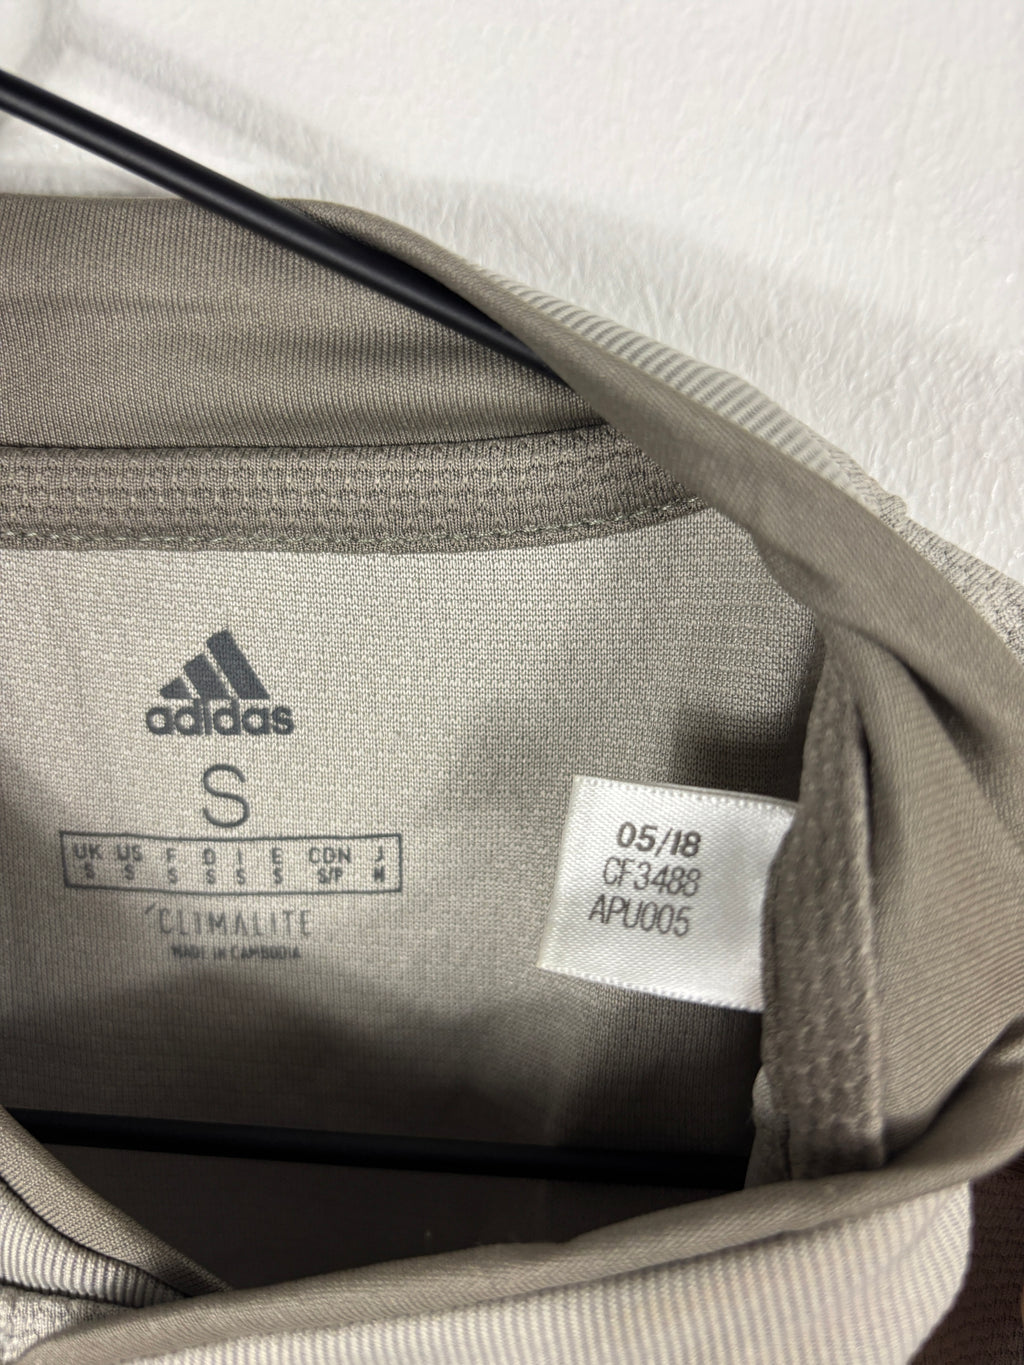 adidas
S
UK US F D I E CDN J
S S S S S S S/P M
CLIMALITE
MADE IN CAMBODIA
05/18
CF3488
APU005